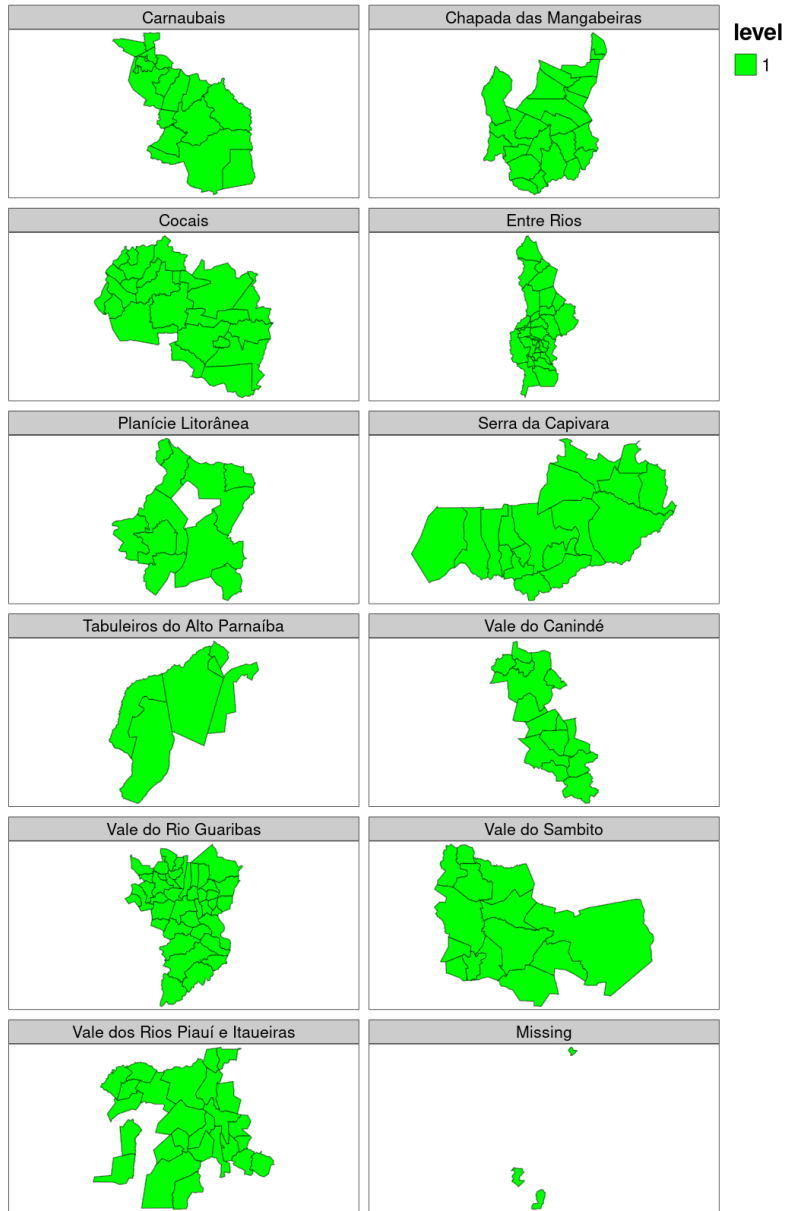 Carnaubais
Chapada das Mangabeiras
level
1
Cocais
Entre Rios
Planície Litorânea
Serra da Capivara
Tabuleiros do Alto Parnaíba
Vale do Canindé
Vale do Rio Guaribas
Vale do Sambito
Vale dos Rios Piauí e Itaueiras
Missing